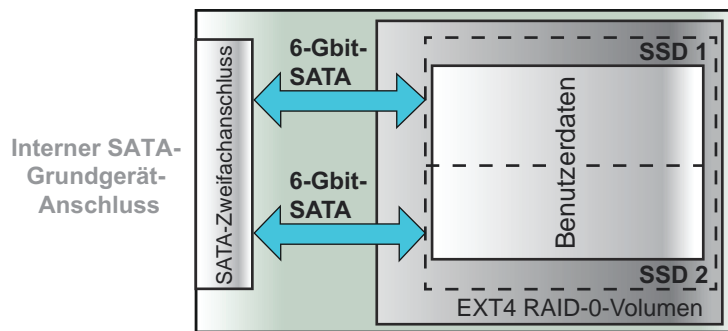 Interner SATA-
Grundgerät-
Anschluss
SATA-Zweifachanschluss
6-Gbit-
SATA
6-Gbit-
SATA
SSD 1
Benutzerdaten
SSD 2
EXT4 RAID-0-Volumen